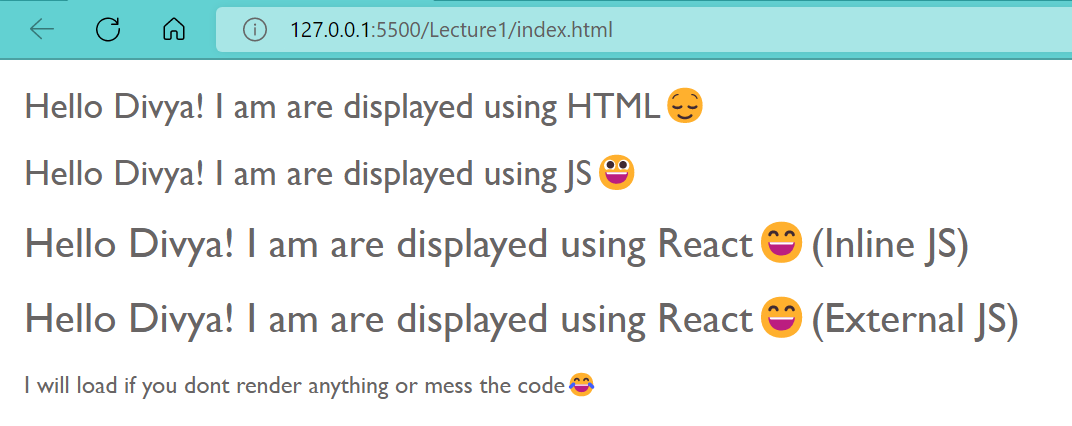 127.0.0.1:5500/Lecture1/index.html
Hello Divya! I am are displayed using HTML😌
Hello Divya! I am are displayed using JS😀
Hello Divya! I am are displayed using React😄(Inline JS)
Hello Divya! I am are displayed using React😄(External JS)
I will load if you dont render anything or mess the code😂